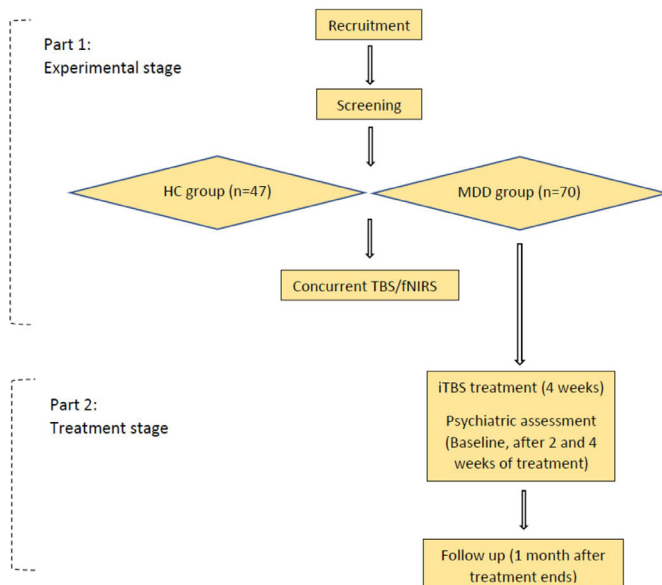 Recruitment
Part 1:
Experimental stage
Screening
HC group (n=47)
MDD group (n=70)
Concurrent TBS/fNIRS
iTBS treatment (4 weeks)
Psychiatric assessment
(Baseline, after 2 and 4
weeks of treatment)
Part 2:
Treatment stage
Follow up (1 month after
treatment ends)